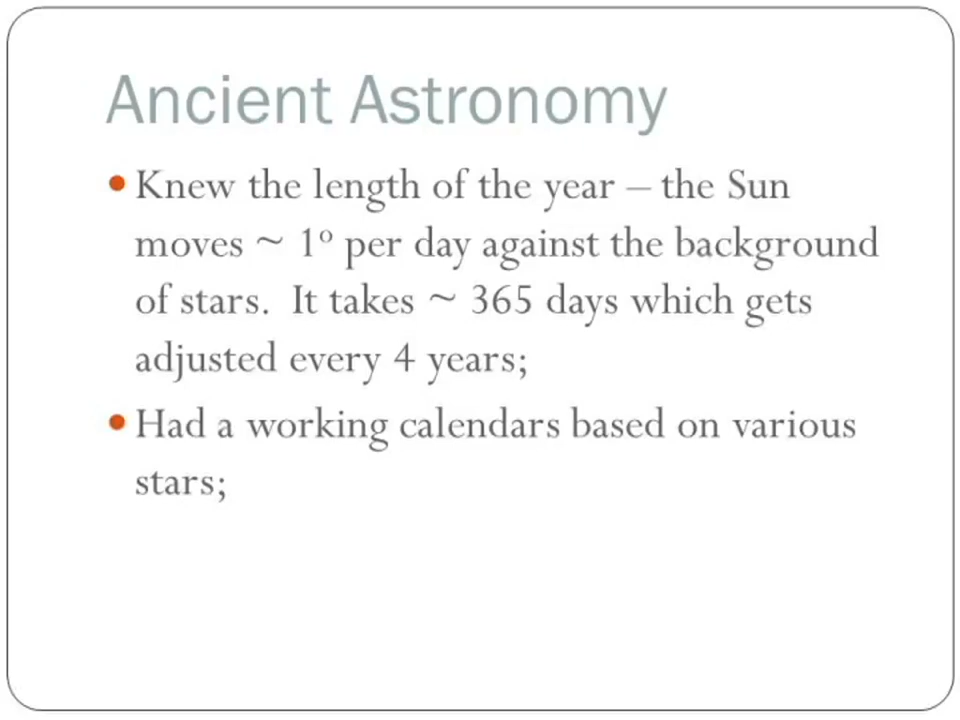 Ancient Astronomy
• Knew the length of the year – the Sun
moves ~ 1º per day against the background
of stars.  It takes ~ 365 days which gets
adjusted every 4 years;
• Had a working calendars based on various
stars;